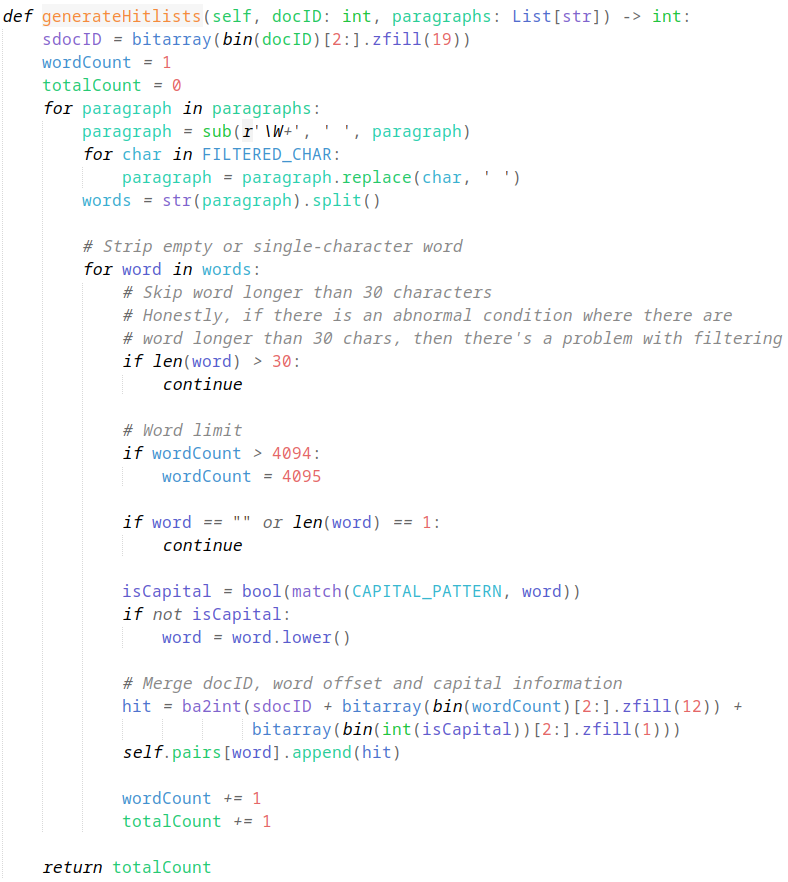 def generateHitlists(self, docID: int, paragraphs: List[str]) -> int:
    sdocID = bitarray(bin(docID)[2:].zfill(19))
    wordCount = 1
    totalCount = 0
    for paragraph in paragraphs:
        paragraph = sub(r'\W+', ' ', paragraph)
        for char in FILTERED_CHAR:
            paragraph = paragraph.replace(char, ' ')
        words = str(paragraph).split()

        # Strip empty or single-character word
        for word in words:
            # Skip word longer than 30 characters
            # Honestly, if there is an abnormal condition where there are
            # word longer than 30 chars, then there's a problem with filtering
            if len(word) > 30:
                continue

            # Word limit
            if wordCount > 4094:
                wordCount = 4095

            if word == "" or len(word) == 1:
                continue

            isCapital = bool(match(CAPITAL_PATTERN, word))
            if not isCapital:
                word = word.lower()

            # Merge docID, word offset and capital information
            hit = ba2int(sdocID + bitarray(bin(wordCount)[2:].zfill(12)) +
                         bitarray(bin(int(isCapital))[2:].zfill(1)))
            self.pairs[word].append(hit)

            wordCount += 1
            totalCount += 1

    return totalCount